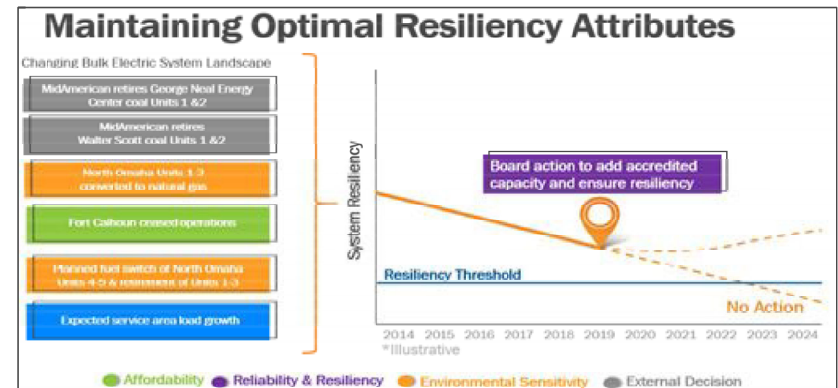 Maintaining Optimal Resiliency Attributes
Changing Bulk Electric System Landscape
MidAmerican retires George Neal Energy
Center coal Units 1 &2
MidAmerican retires
Walter Scott coal Units 1 &2
North Omaha Units 1-3
converted to natural gas
Fort Calhoun ceased operations
Planned fuel switch of North Omaha
Units 4-5 & retirement of Units 1-3
Expected service area load growth
System Resiliency
Board action to add accredited
capacity and ensure resiliency
Resiliency Threshold
No Action
2014 2015 2016 2017 2018 2019 2020 2021 2022 2023 2024
*Illustrative
Affordability Reliability & Resiliency Environmental Sensitivity External Decision